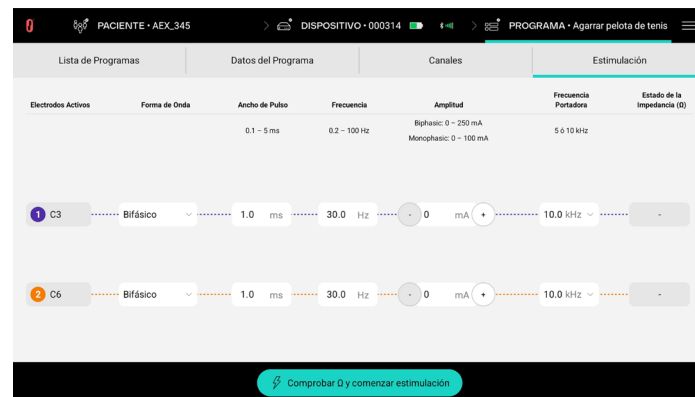 PACIENTE • AEX_345 > DISPOSITIVO • 000314 > PROGRAMA • Agarrar pelota de tenis
Lista de Programas Datos del Programa Canales Estimulación
Electrodos Activos Forma de Onda Ancho de Pulso Frecuencia Amplitud Frecuencia Portadora Estado de la Impedancia (Ω)
0.1 – 5 ms 0.2 – 100 Hz Biphasic: 0 – 250 mA 5 ó 10 kHz
Monophasic: 0 – 100 mA
1 C3 Bifásico 1.0 ms 30.0 Hz - 0 mA + 10.0 kHz -
2 C6 Bifásico 1.0 ms 30.0 Hz - 0 mA + 10.0 kHz -
Comprobar Ω y comenzar estimulación